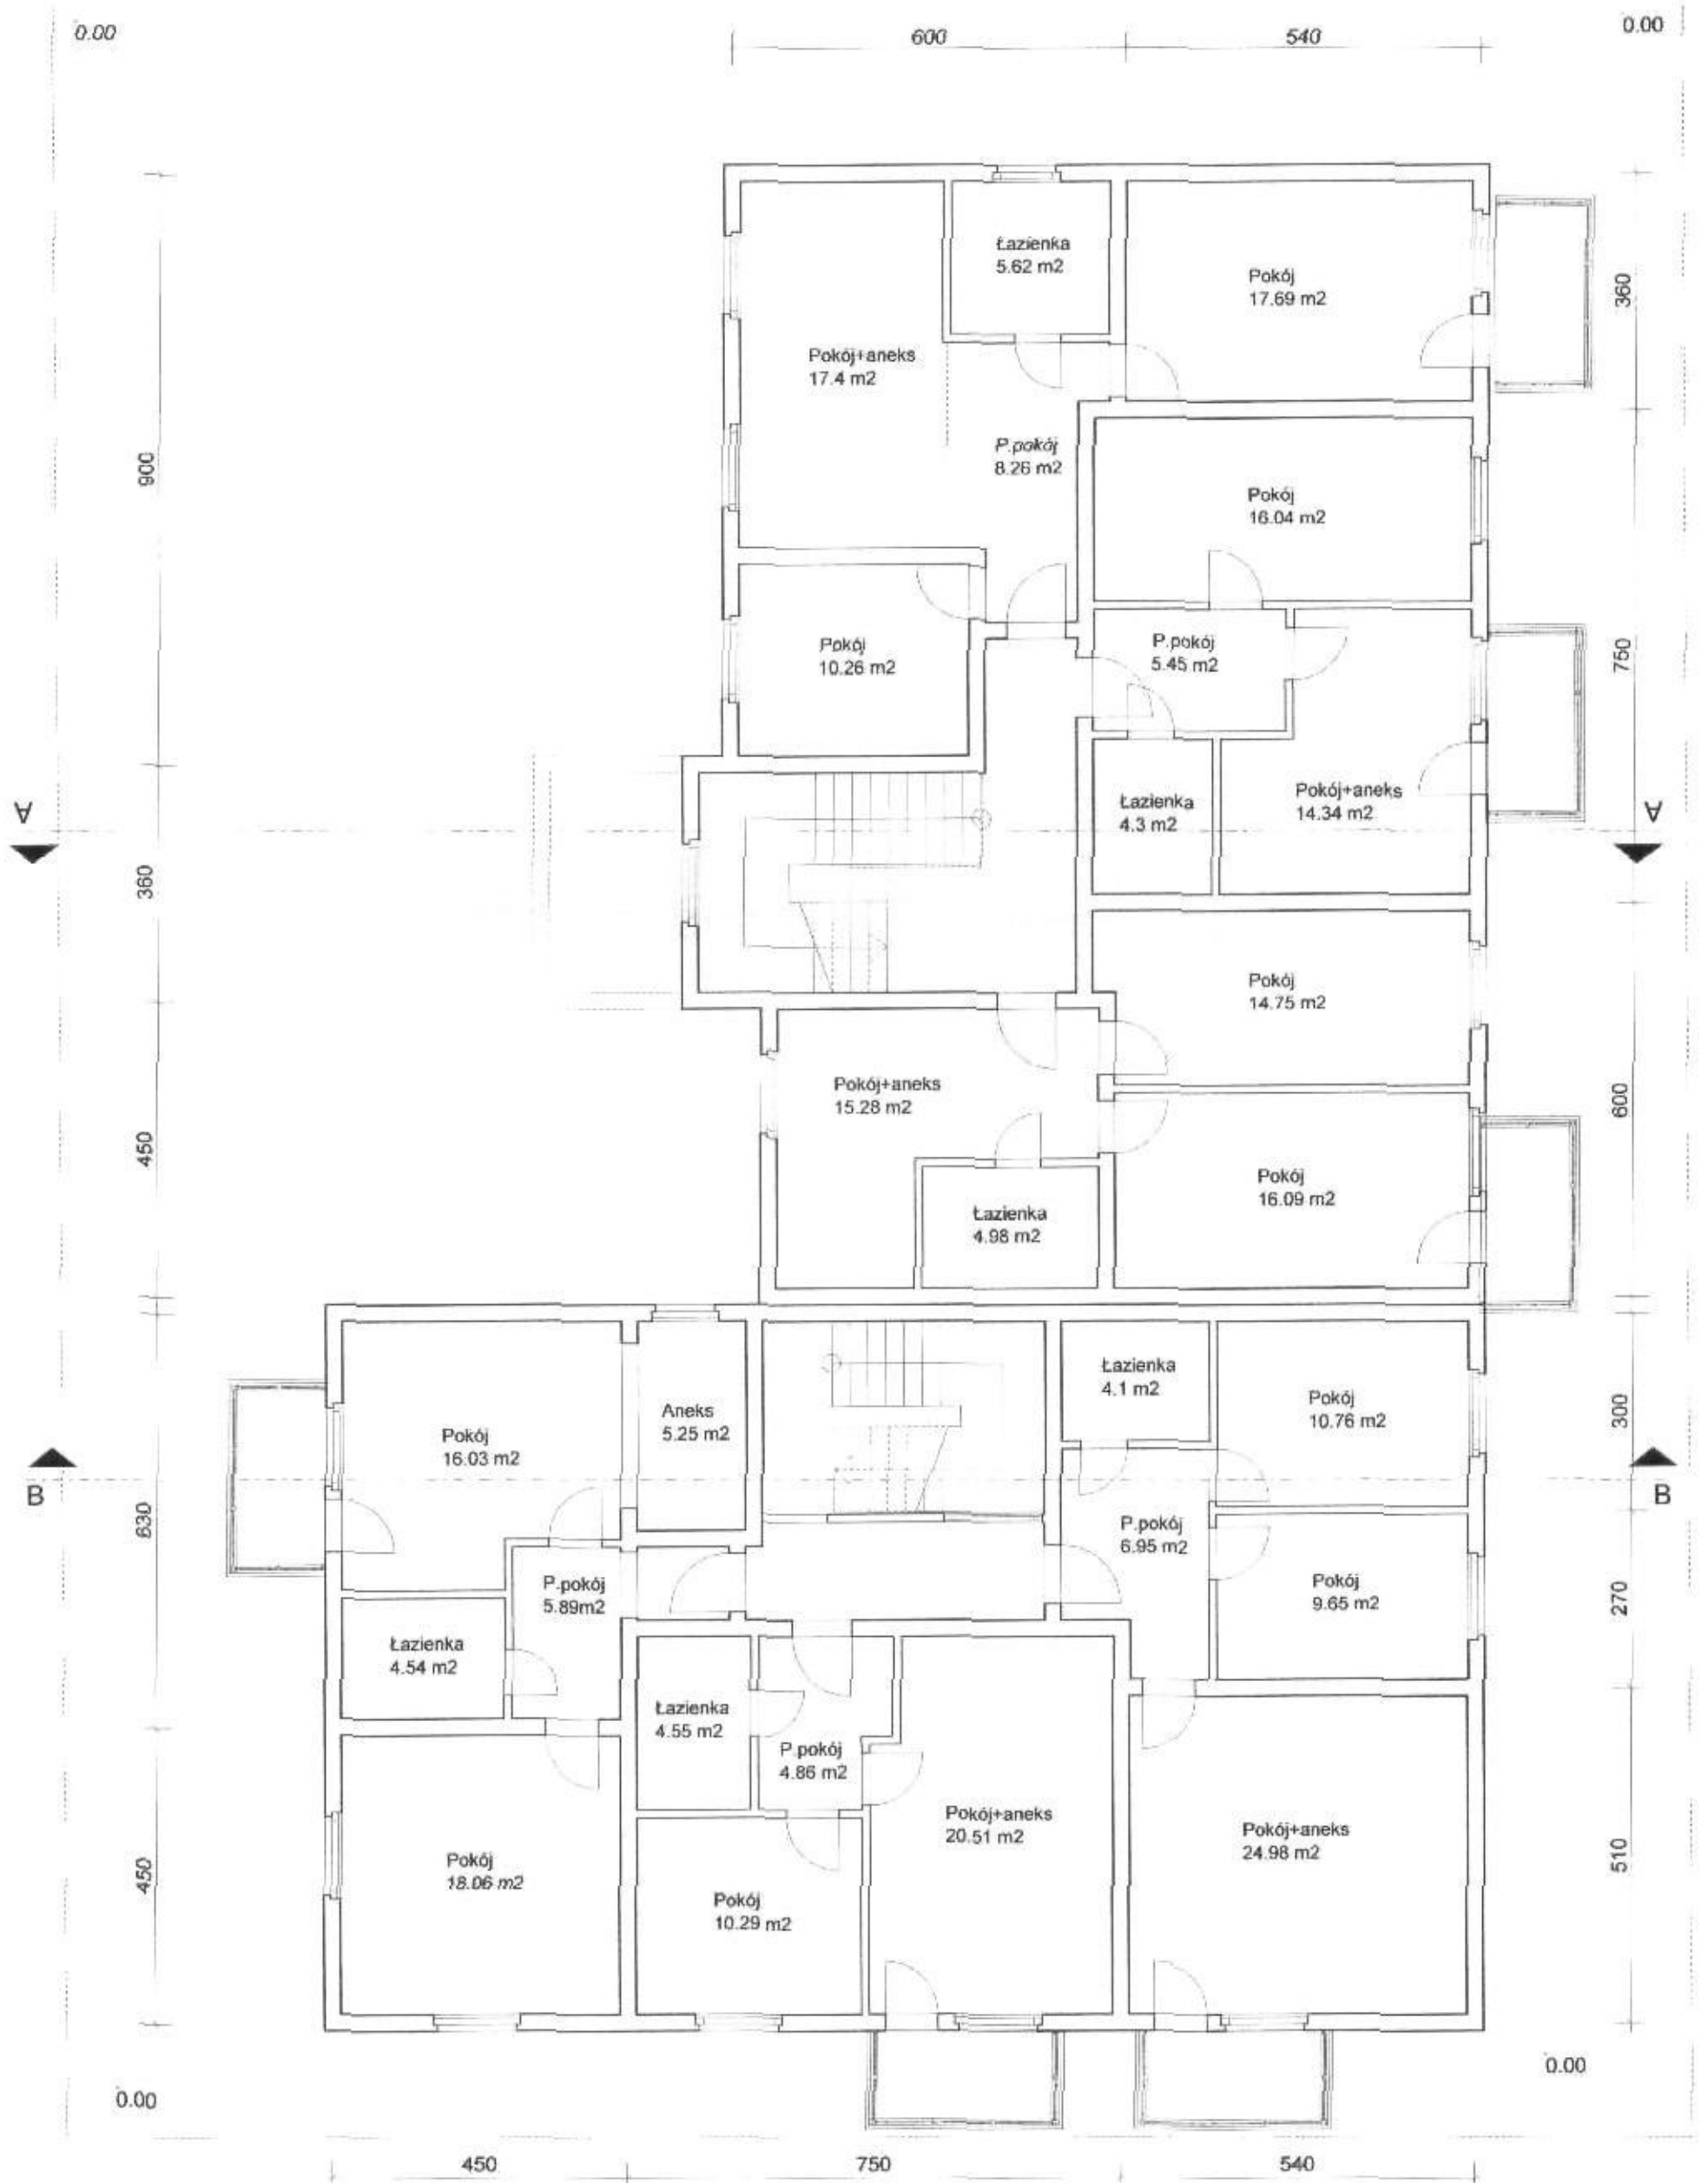 0.00
600
540
0.00
Łazienka
5.62 m2
Pokój
17.69 m2
360
Pokój+aneks
17.4 m2
900
P.pokój
8.26 m2
Pokój
16.04 m2
Pokój
10.26 m2
P.pokój
5.45 m2
750
A
Łazienka
4.3 m2
Pokój+aneks
14.34 m2
A
360
Pokój
14.75 m2
Pokój+aneks
15.28 m2
600
450
Pokój
16.09 m2
Łazienka
4.98 m2
Łazienka
4.1 m2
Pokój
10.76 m2
300
Aneks
5.25 m2
Pokój
16.03 m2
B
B
630
P.pokój
6.95 m2
P.pokój
5.89m2
Pokój
9.65 m2
270
Łazienka
4.54 m2
Łazienka
4.55 m2
P.pokój
4.86 m2
Pokój+aneks
20.51 m2
Pokój+aneks
24.98 m2
510
450
Pokój
18.06 m2
Pokój
10.29 m2
0.00
0.00
450
750
540